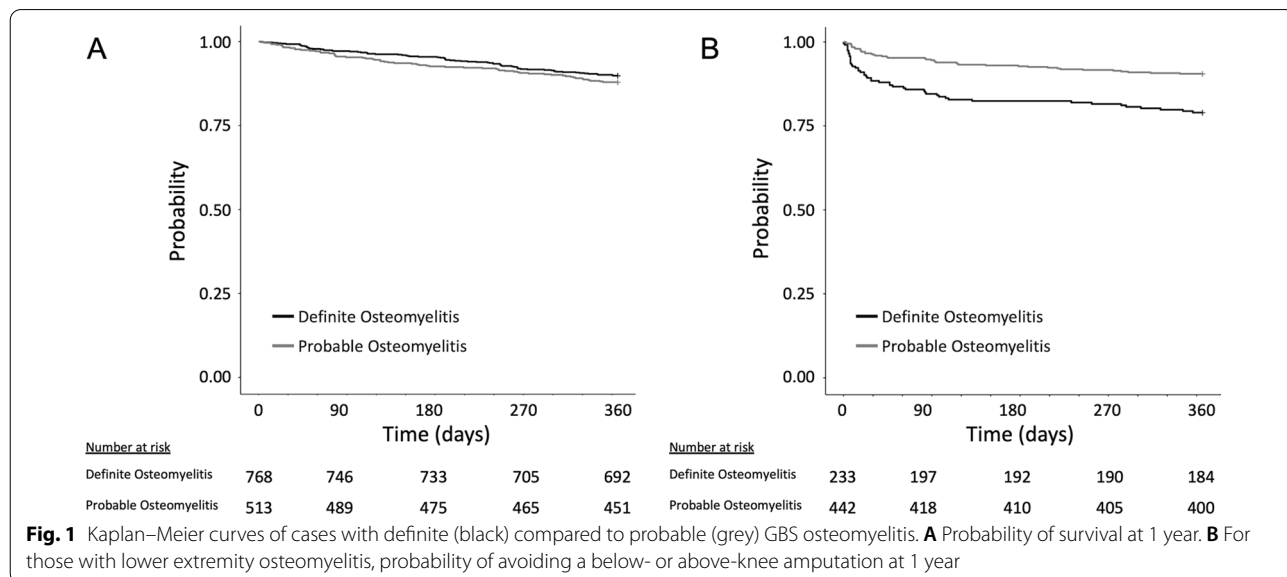 A
1.00
0.75
0.50
0.25
0.00
Probability
Definite Osteomyelitis
Probable Osteomyelitis
0 90 180 270 360
Time (days)
Number at risk
Definite Osteomyelitis 768 746 733 705 692
Probable Osteomyelitis 513 489 475 465 451
B
1.00
0.75
0.50
0.25
0.00
Probability
Definite Osteomyelitis
Probable Osteomyelitis
0 90 180 270 360
Time (days)
Number at risk
Definite Osteomyelitis 233 197 192 190 184
Probable Osteomyelitis 442 418 410 405 400
Fig. 1 Kaplan–Meier curves of cases with definite (black) compared to probable (grey) GBS osteomyelitis. A Probability of survival at 1 year. B For
those with lower extremity osteomyelitis, probability of avoiding a below- or above-knee amputation at 1 year